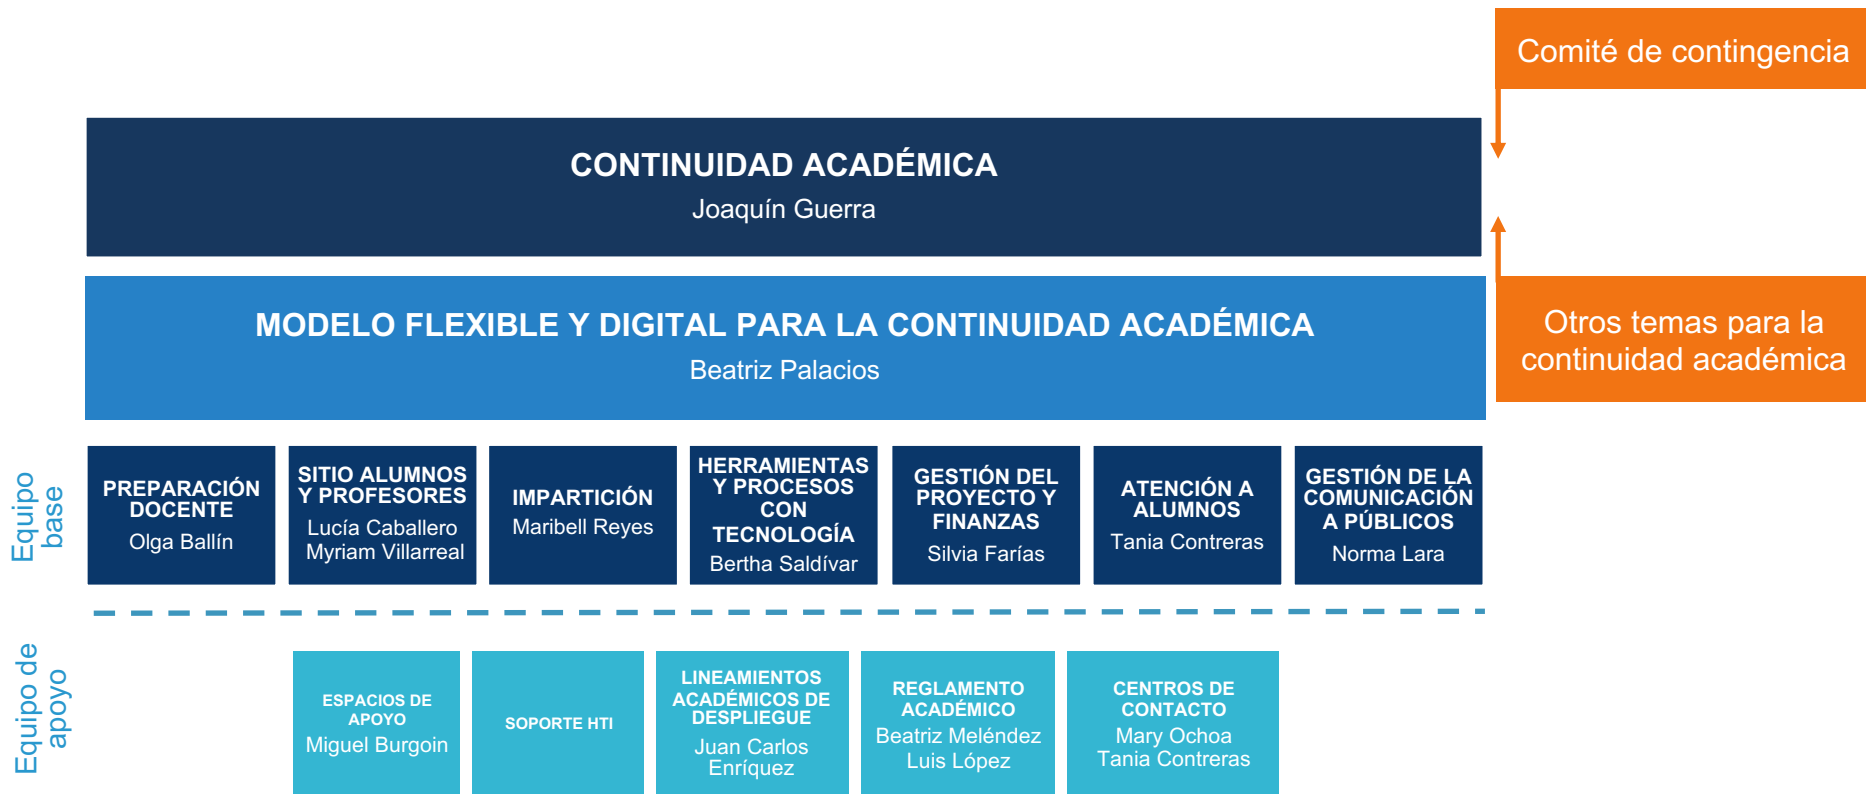 Comité de contingencia
CONTINUIDAD ACADÉMICA
Joaquín Guerra
MODELO FLEXIBLE Y DIGITAL PARA LA CONTINUIDAD ACADÉMICA
Beatriz Palacios
Otros temas para la
continuidad académica
Equipo
base
PREPARACIÓN
DOCENTE
Olga Ballín
SITIO ALUMNOS
Y PROFESORES
Lucía Caballero
Myriam Villarreal
IMPARTICIÓN
Maribell Reyes
HERRAMIENTAS
Y PROCESOS
CON
TECNOLOGÍA
Bertha Saldívar
GESTIÓN DEL
PROYECTO Y
FINANZAS
Silvia Farías
ATENCIÓN A
ALUMNOS
Tania Contreras
GESTIÓN DE LA
COMUNICACIÓN
A PÚBLICOS
Norma Lara
Equipo de
apoyo
ESPACIOS DE
APOYO
Miguel Burgoin
SOPORTE HTI
LINEAMIENTOS
ACADÉMICOS DE
DESPLIEGUE
Juan Carlos
Enríquez
REGLAMENTO
ACADÉMICO
Beatriz Meléndez
Luis López
CENTROS DE
CONTACTO
Mary Ochoa
Tania Contreras